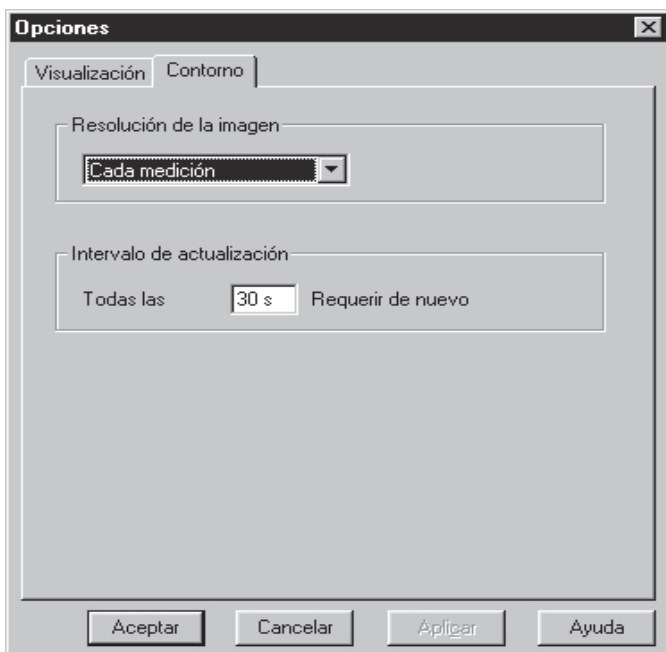 Opciones
Visualización Contorno
Resolución de la imagen
Cada medición
Intervalo de actualización
Todas las 30 s Requerir de nuevo
Aceptar Cancelar Aplicar Ayuda